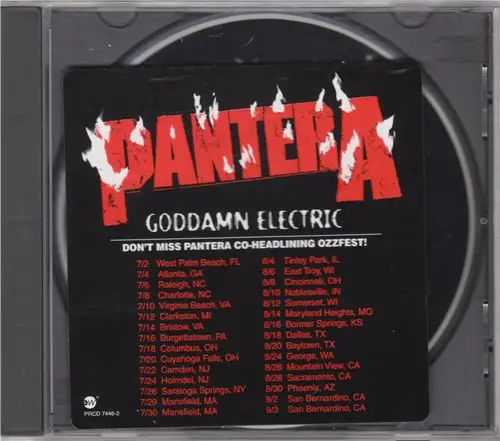 PANTERA
GODDAMN ELECTRIC
DON'T MISS PANTERA CO-HEADLINING OZZFEST!
7/2 West Palm Beach, FL
7/4 Atlanta, GA
7/6 Raleigh, NC
7/8 Charlotte, NC
7/10 Virginia Beach, VA
7/12 Clarkston, MI
7/14 Bristow, VA
7/16 Burgettstown, PA
7/18 Columbus, OH
7/20 Cuyahoga Falls, OH
7/22 Camden, NJ
7/24 Holmdel, NJ
7/26 Saratoga Springs, NY
7/29 Mansfield, MA
7/30 Mansfield, MA
8/4 Tinley Park, IL
8/6 East Troy, WI
8/8 Cincinnati, OH
8/10 Noblesville, IN
8/12 Somerset, WI
8/14 Maryland Heights, MO
8/16 Bonner Springs, KS
8/18 Dallas, TX
8/20 Baytown, TX
8/24 George, WA
8/26 Mountain View, CA
8/28 Sacramento, CA
8/30 Phoenix, AZ
9/2 San Bernardino, CA
9/3 San Bernardino, CA
EW
PRCD 7446-2